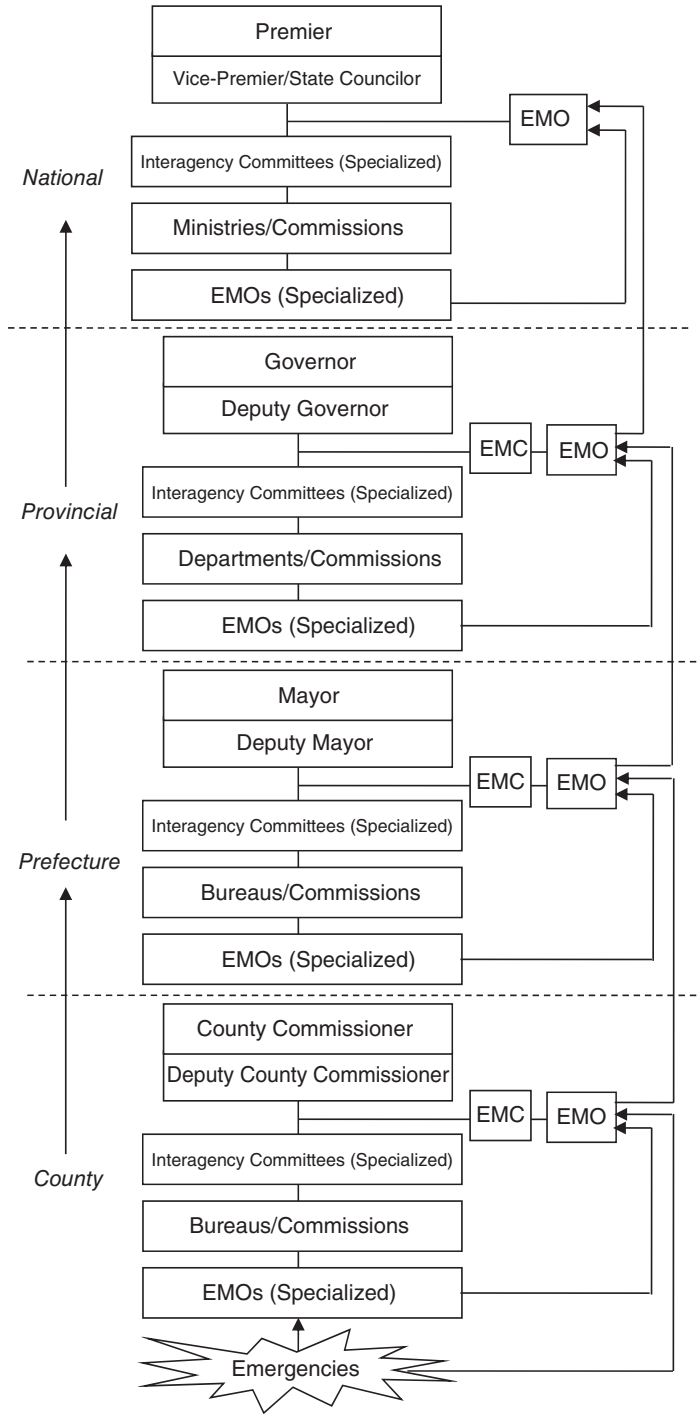 Premier
Vice-Premier/State Councilor
EMO
Interagency Committees (Specialized)
National
Ministries/Commissions
EMOs (Specialized)
Governor
Deputy Governor
EMC
EMO
Interagency Committees (Specialized)
Provincial
Departments/Commissions
EMOs (Specialized)
Mayor
Deputy Mayor
EMC
EMO
Interagency Committees (Specialized)
Prefecture
Bureaus/Commissions
EMOs (Specialized)
County Commissioner
Deputy County Commissioner
EMC
EMO
Interagency Committees (Specialized)
County
Bureaus/Commissions
EMOs (Specialized)
Emergencies